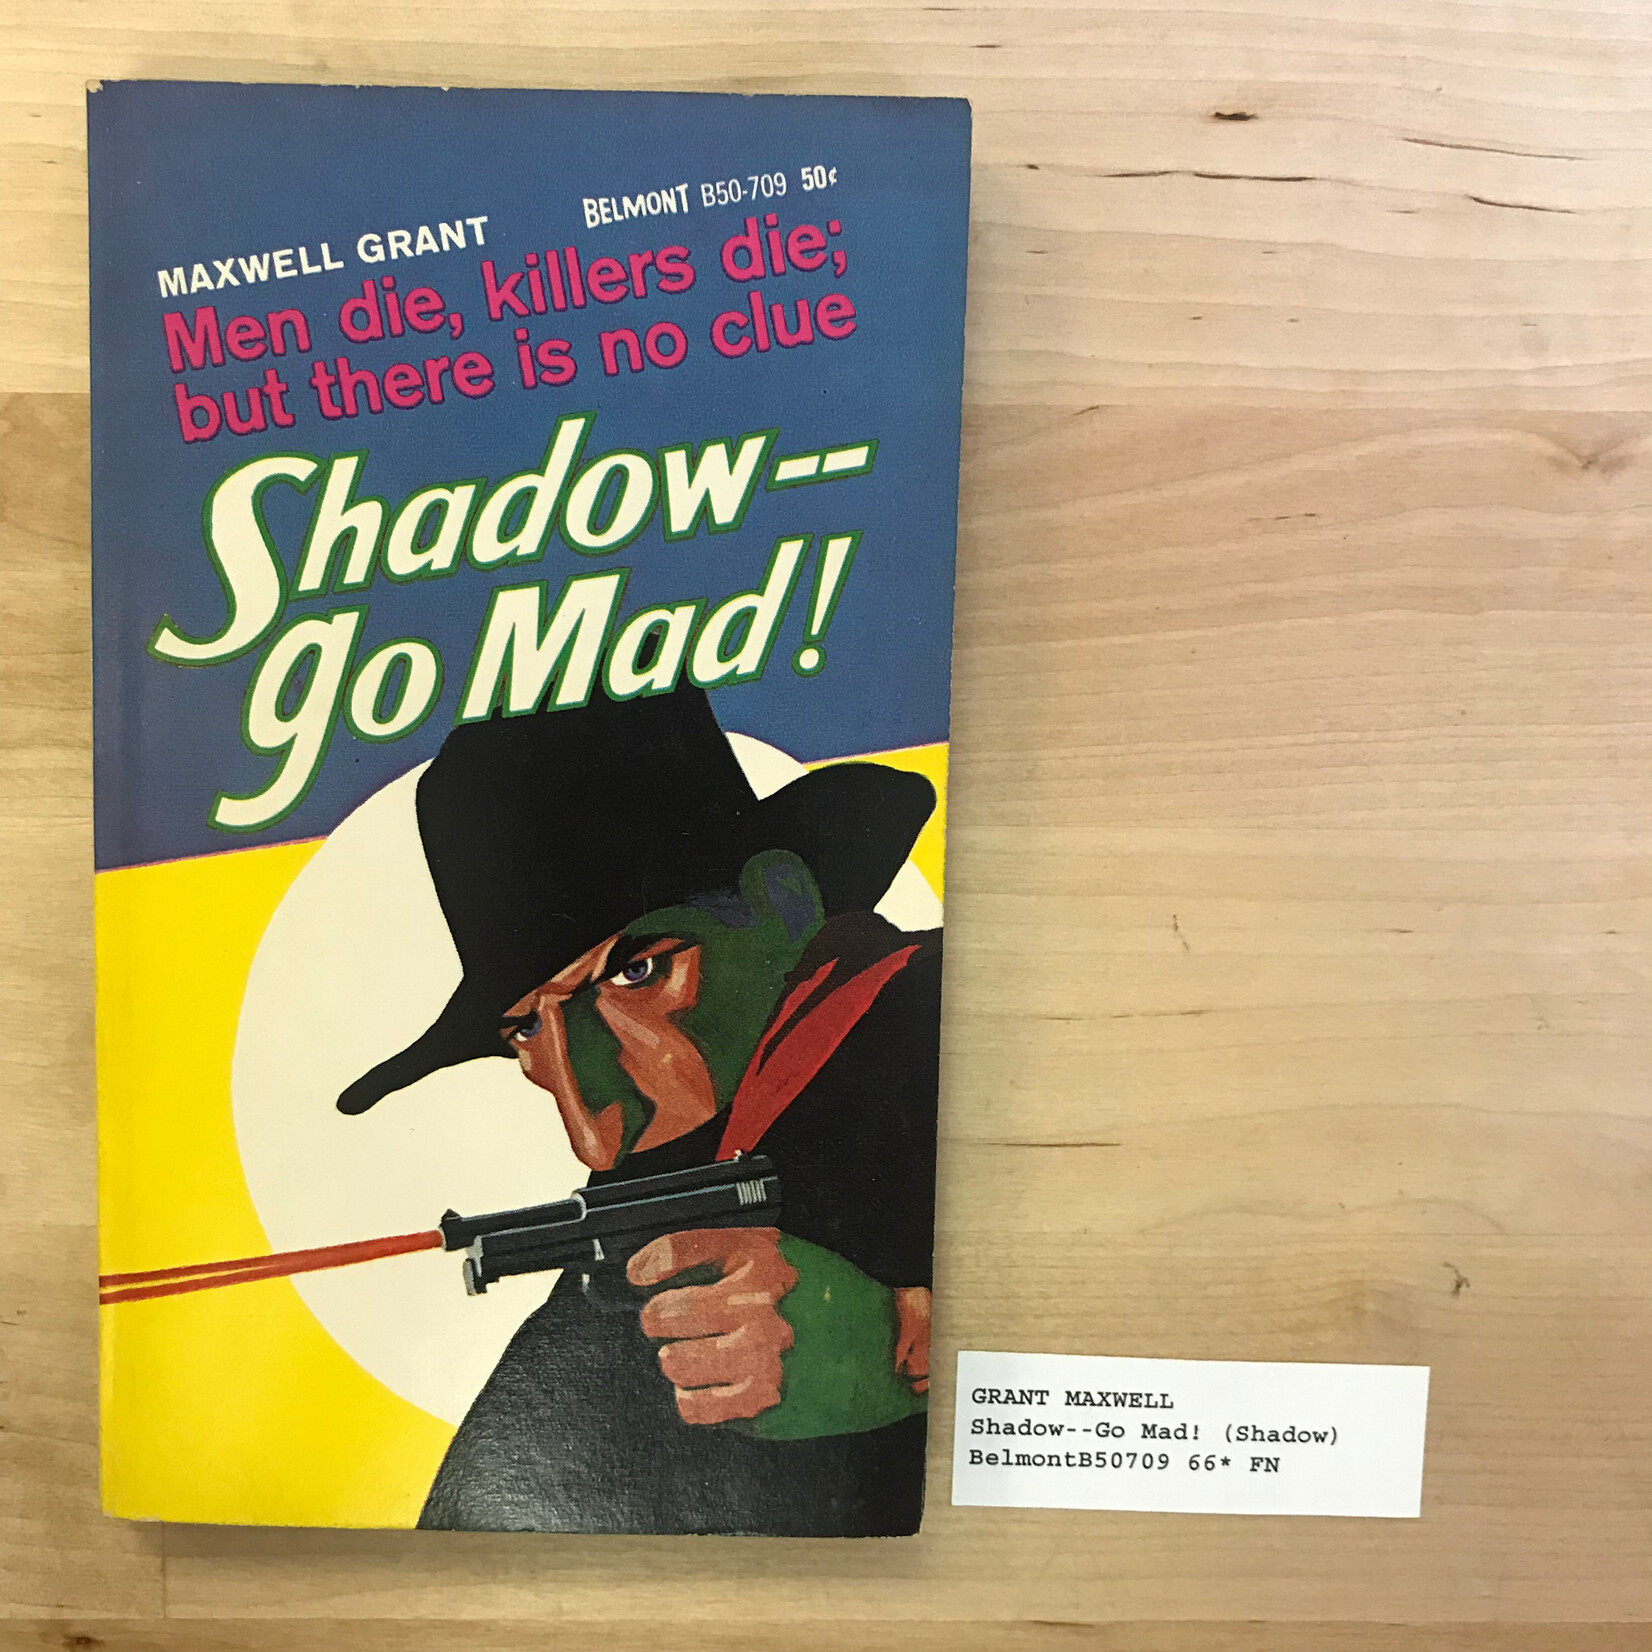 MAXWELL GRANT BELMONT B50-709 50¢
Men die, killers die;
but there is no clue
Shadow--
go Mad!
GRANT MAXWELL
Shadow--Go Mad! (Shadow)
BelmontB50709 66* FN